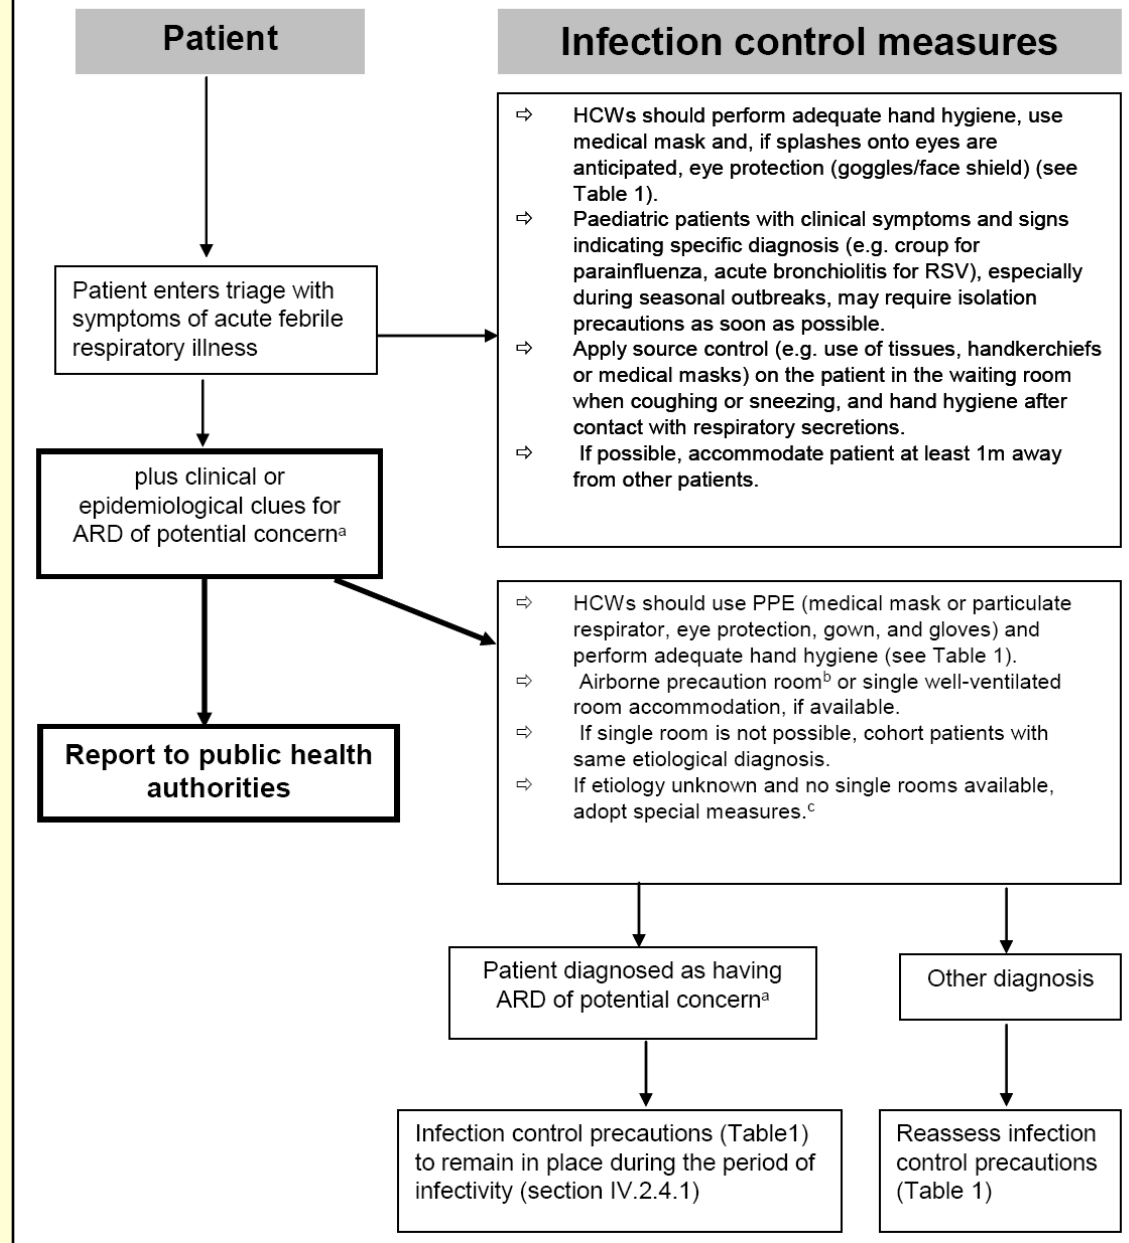 Patient
Infection control measures
⇨ HCWs should perform adequate hand hygiene, use
medical mask and, if splashes onto eyes are
anticipated, eye protection (goggles/face shield) (see
Table 1).
⇨ Paediatric patients with clinical symptoms and signs
indicating specific diagnosis (e.g. croup for
parainfluenza, acute bronchiolitis for RSV), especially
during seasonal outbreaks, may require isolation
precautions as soon as possible.
⇨ Apply source control (e.g. use of tissues, handkerchiefs
or medical masks) on the patient in the waiting room
when coughing or sneezing, and hand hygiene after
contact with respiratory secretions.
⇨ If possible, accommodate patient at least 1m away
from other patients.
Patient enters triage with
symptoms of acute febrile
respiratory illness
plus clinical or
epidemiological clues for
ARD of potential concernᵃ
⇨ HCWs should use PPE (medical mask or particulate
respirator, eye protection, gown, and gloves) and
perform adequate hand hygiene (see Table 1).
⇨ Airborne precaution roomᵇ or single well-ventilated
room accommodation, if available.
⇨ If single room is not possible, cohort patients with
same etiological diagnosis.
⇨ If etiology unknown and no single rooms available,
adopt special measures.ᶜ
Report to public health
authorities
Patient diagnosed as having
ARD of potential concernᵃ
Other diagnosis
Infection control precautions (Table1)
to remain in place during the period of
infectivity (section IV.2.4.1)
Reassess infection
control precautions
(Table 1)